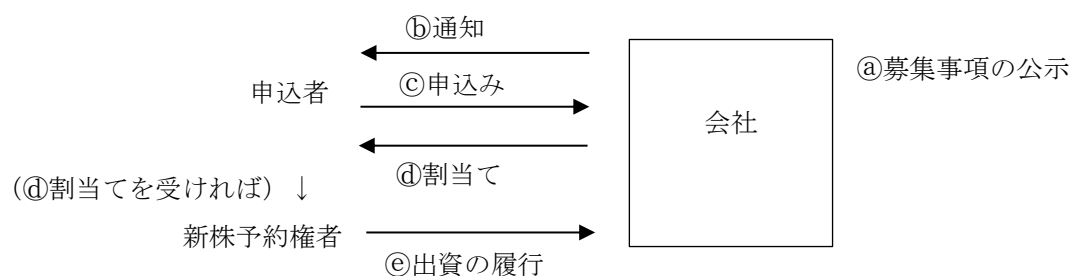 ⓑ通知
ⓐ募集事項の公示
申込者
ⓒ申込み
会社
ⓓ割当て
（ⓓ割当てを受ければ）↓
新株予約権者
ⓔ出資の履行